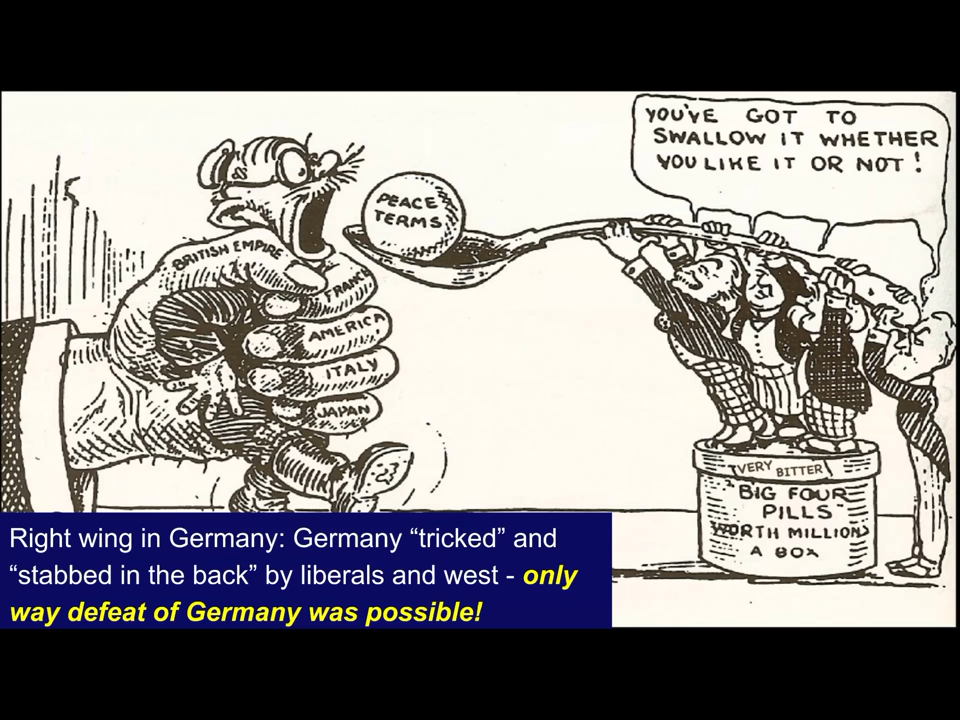 YOU'VE GOT TO
SWALLOW IT WHETHER
YOU LIKE IT OR NOT!
PEACE
TERMS
BRITISH EMPIRE
FRANCE
AMERICA
ITALY
JAPAN
VERY BITTER
BIG FOUR
PILLS
WORTH MILLIONS
A BOX
Right wing in Germany: Germany “tricked” and
“stabbed in the back” by liberals and west - only
way defeat of Germany was possible!